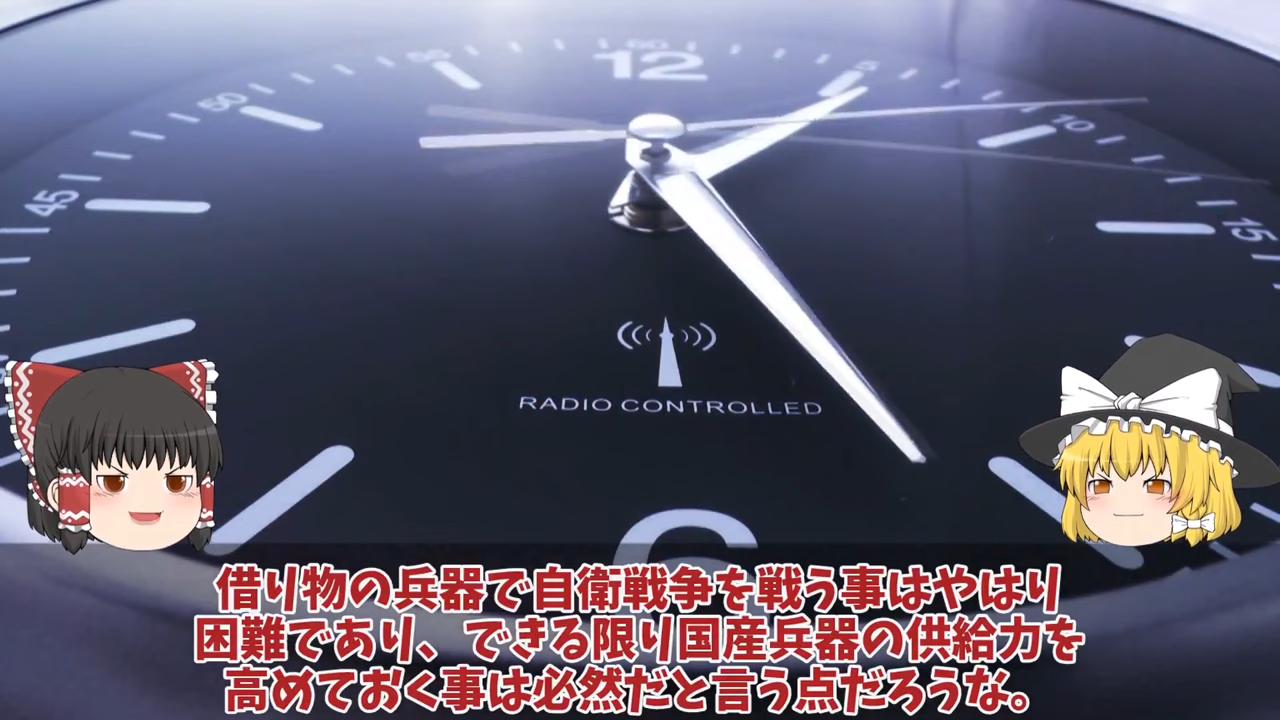 60
55
12
5
50
10
45
15
RADIO CONTROLLED
借り物の兵器で自衛戦争を戦う事はやはり
困難であり、できる限り国産兵器の供給力を
高めておく事は必然だと言う点だろうな。